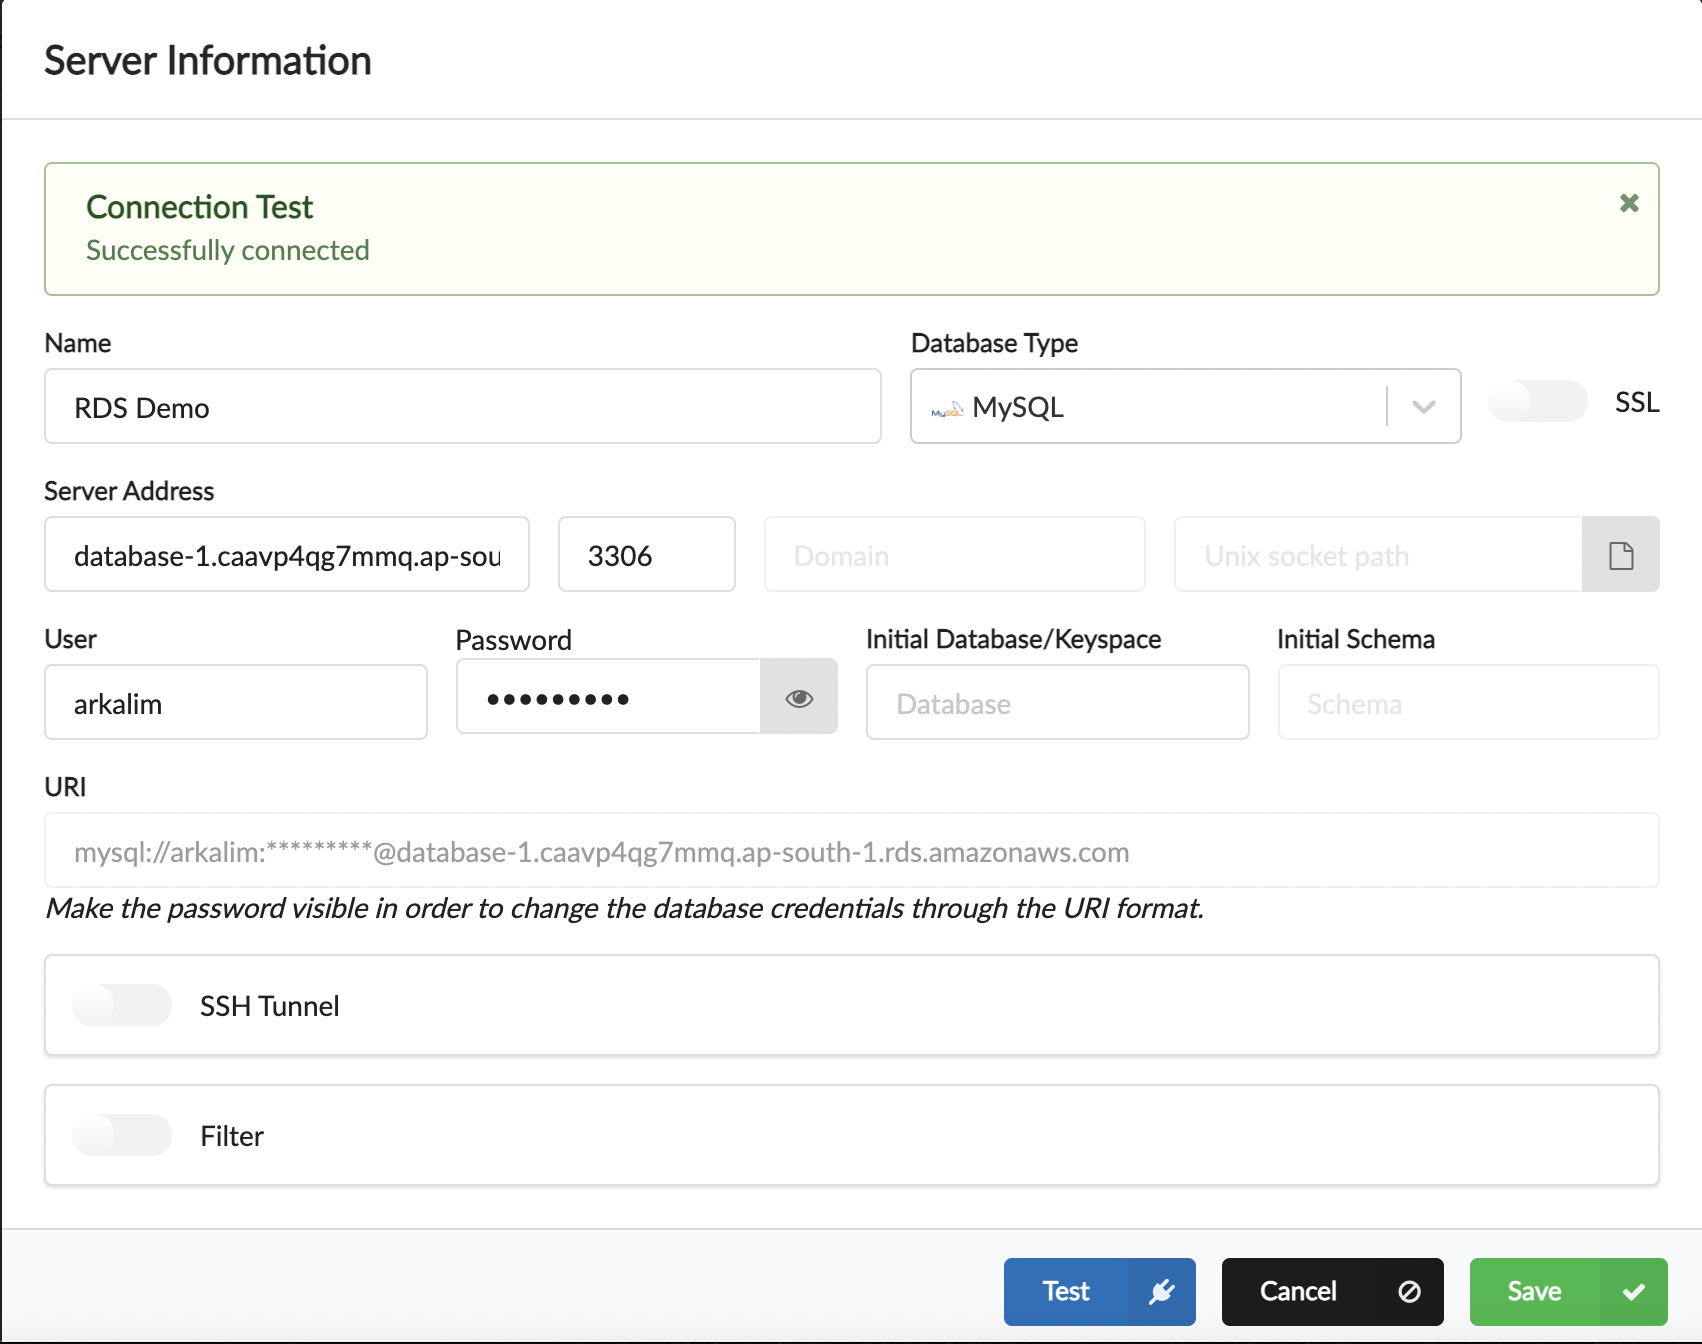 Server Information
Connection Test
Successfully connected
Name
Database Type
RDS Demo
MySQL MySQL
SSL
Server Address
database-1.caavp4qg7mmq.ap-sou
3306
Domain
Unix socket path
User
Password
Initial Database/Keyspace
Initial Schema
arkalim
•••••••••
Database
Schema
URI
mysql://arkalim:*********@database-1.caavp4qg7mmq.ap-south-1.rds.amazonaws.com
Make the password visible in order to change the database credentials through the URI format.
SSH Tunnel
Filter
Test
Cancel
Save